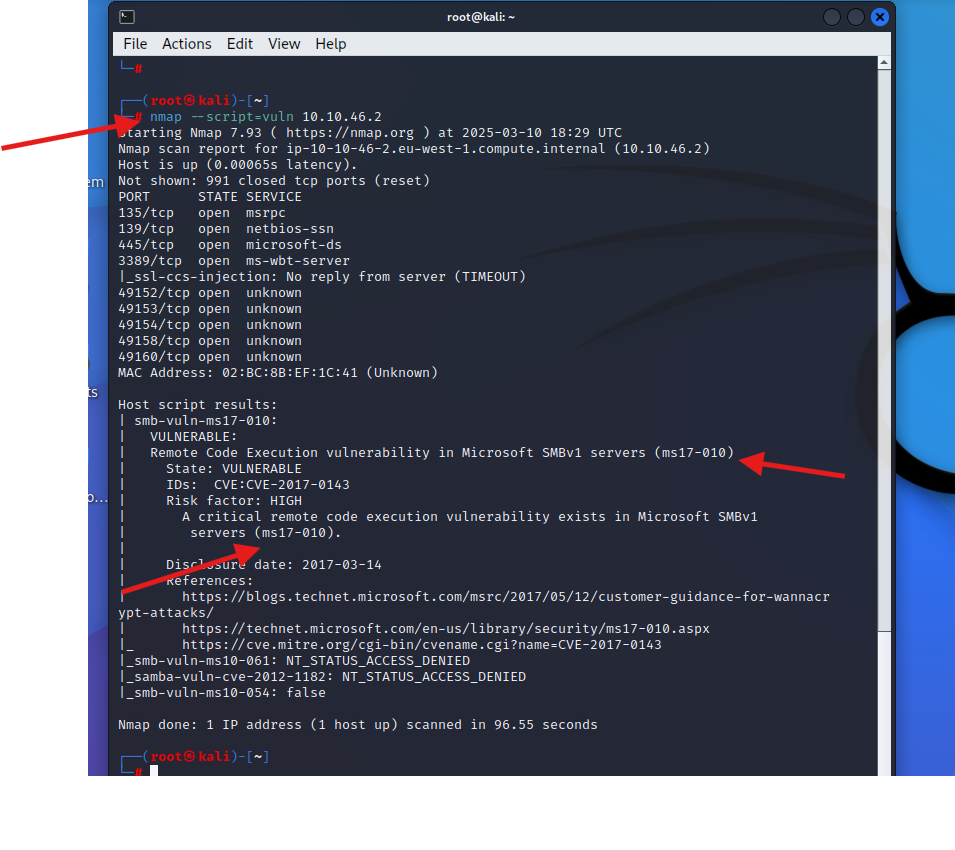 root@kali: ~
File Actions Edit View Help
└─#
┌──(root㉿kali)-[~]
└─# nmap --script=vuln 10.10.46.2
Starting Nmap 7.93 ( https://nmap.org ) at 2025-03-10 18:29 UTC
Nmap scan report for ip-10-10-46-2.eu-west-1.compute.internal (10.10.46.2)
Host is up (0.00065s latency).
Not shown: 991 closed tcp ports (reset)
PORT      STATE SERVICE
135/tcp   open  msrpc
139/tcp   open  netbios-ssn
445/tcp   open  microsoft-ds
3389/tcp  open  ms-wbt-server
|_ssl-ccs-injection: No reply from server (TIMEOUT)
49152/tcp open  unknown
49153/tcp open  unknown
49154/tcp open  unknown
49158/tcp open  unknown
49160/tcp open  unknown
MAC Address: 02:BC:8B:EF:1C:41 (Unknown)
Host script results:
| smb-vuln-ms17-010:
|   VULNERABLE:
|   Remote Code Execution vulnerability in Microsoft SMBv1 servers (ms17-010)
|     State: VULNERABLE
|     IDs:  CVE:CVE-2017-0143
|     Risk factor: HIGH
|       A critical remote code execution vulnerability exists in Microsoft SMBv1
|        servers (ms17-010).
|
|     Disclosure date: 2017-03-14
|     References:
|       https://blogs.technet.microsoft.com/msrc/2017/05/12/customer-guidance-for-wannacr
ypt-attacks/
|       https://technet.microsoft.com/en-us/library/security/ms17-010.aspx
|_      https://cve.mitre.org/cgi-bin/cvename.cgi?name=CVE-2017-0143
|_smb-vuln-ms10-061: NT_STATUS_ACCESS_DENIED
|_samba-vuln-cve-2012-1182: NT_STATUS_ACCESS_DENIED
|_smb-vuln-ms10-054: false
Nmap done: 1 IP address (1 host up) scanned in 96.55 seconds
┌──(root㉿kali)-[~]
└─#
em
ts
o...